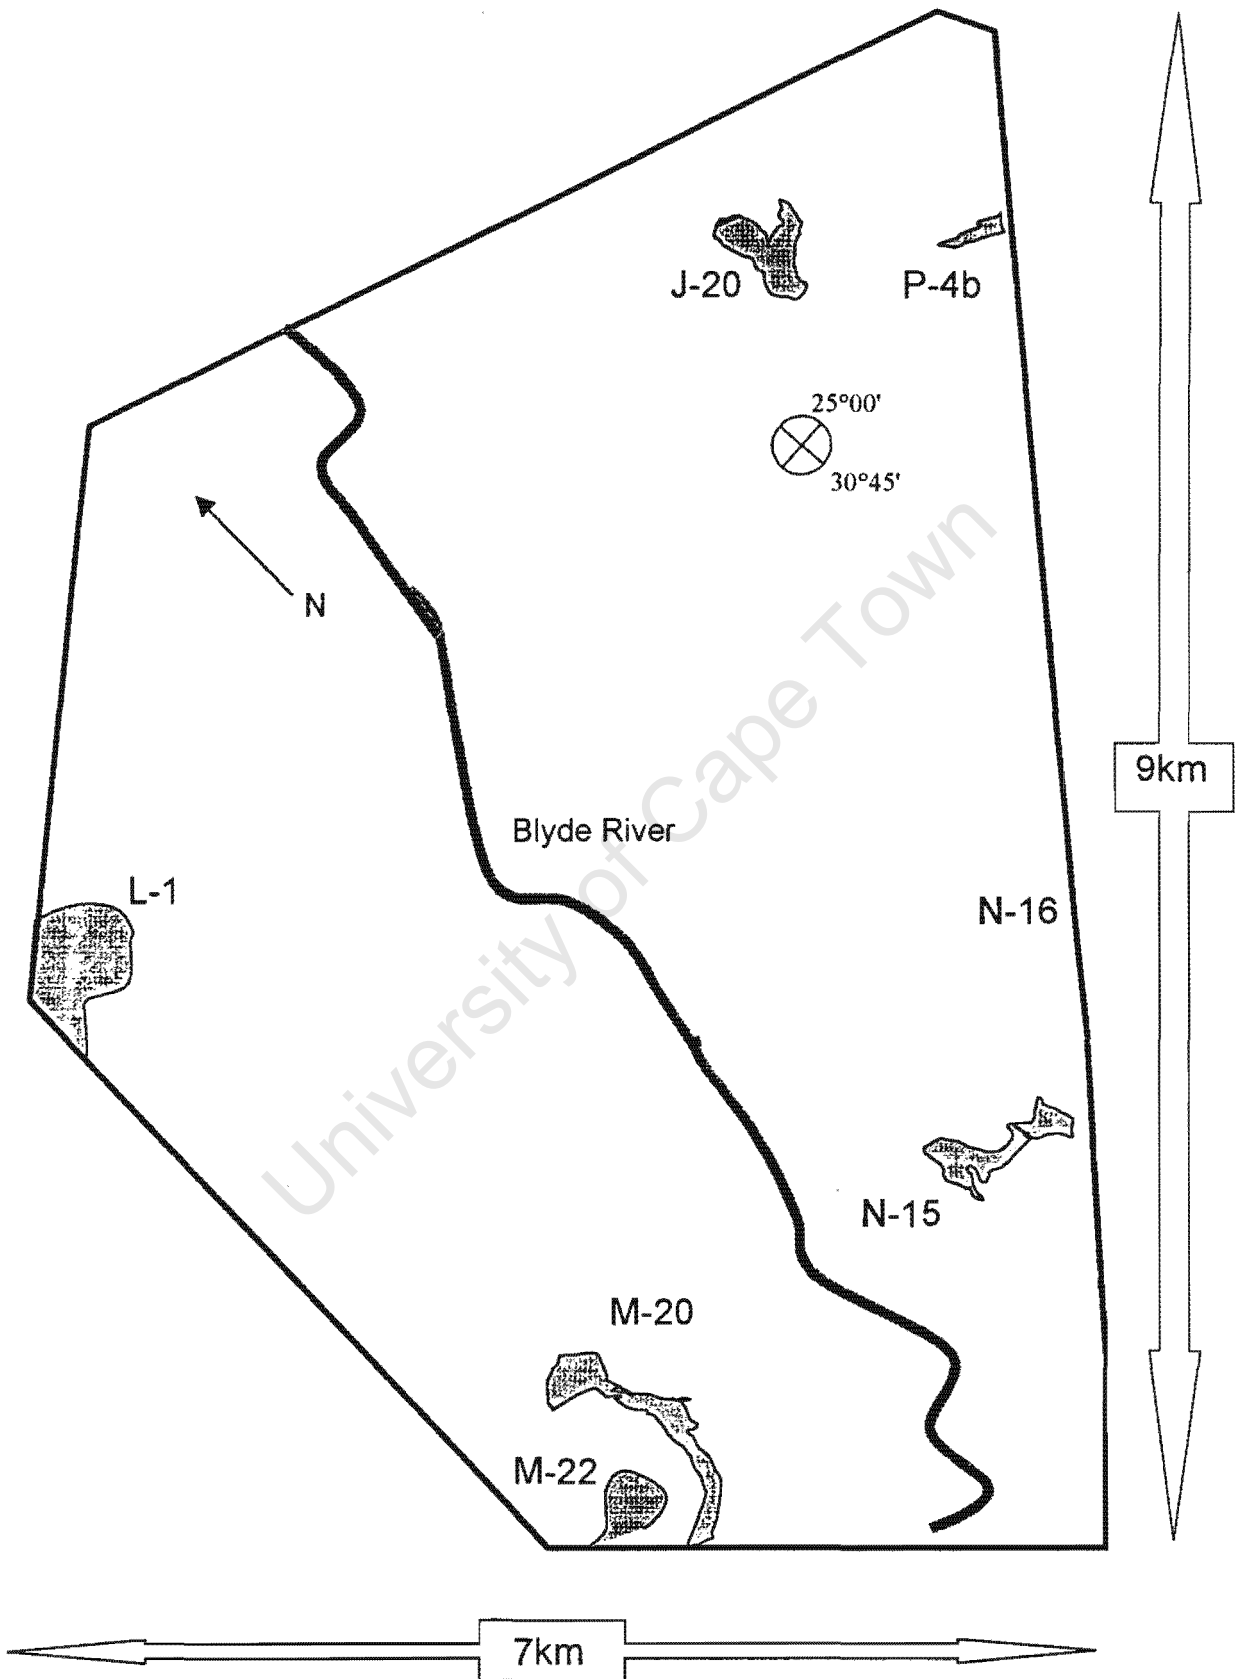 J-20
P-4b
25°00'
30°45'
N
9km
Blyde River
L-1
N-16
N-15
M-20
M-22
7km
University of Cape Town